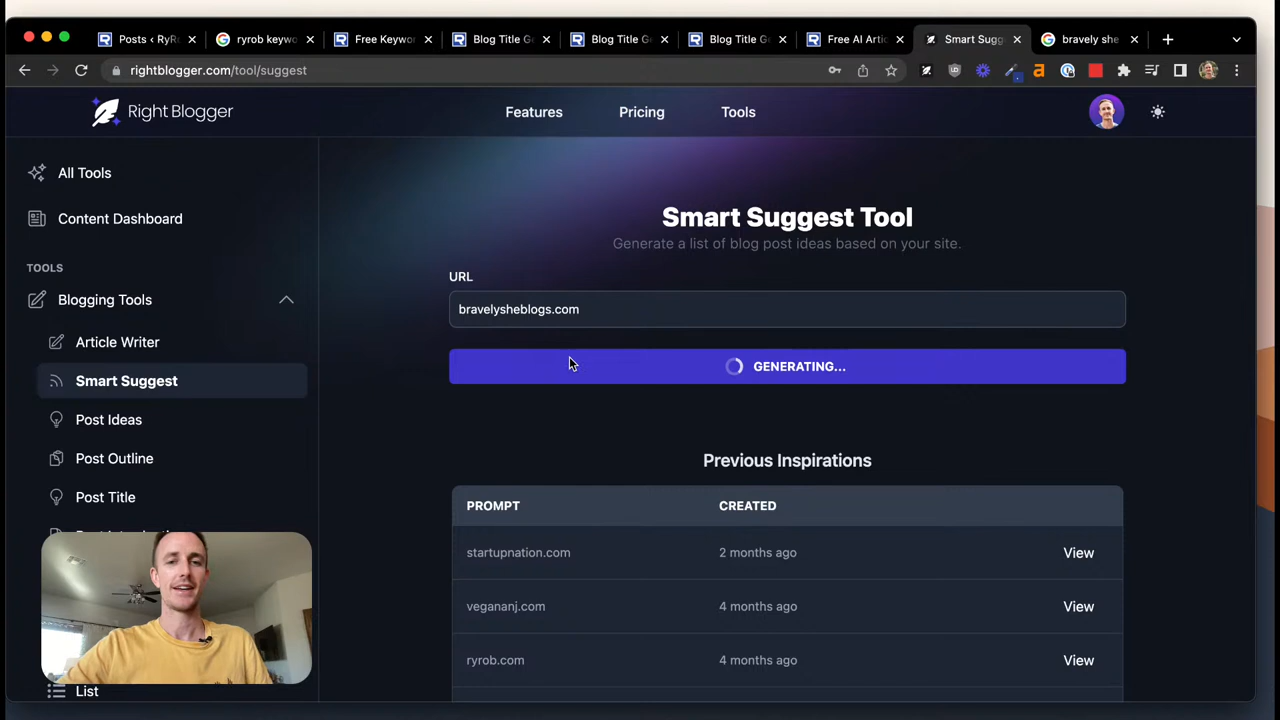 Posts ‹ RyR
ryrob keywo
Free Keywor
Blog Title G
Blog Title G
Blog Title G
Free AI Artic
Smart Sugg
bravely she
rightblogger.com/tool/suggest
Right Blogger
Features
Pricing
Tools
All Tools
Content Dashboard
TOOLS
Blogging Tools
Article Writer
Smart Suggest
Post Ideas
Post Outline
Post Title
List
Smart Suggest Tool
Generate a list of blog post ideas based on your site.
URL
bravelysheblogs.com
GENERATING...
Previous Inspirations
PROMPT CREATED
startupnation.com 2 months ago View
vegananj.com 4 months ago View
ryrob.com 4 months ago View